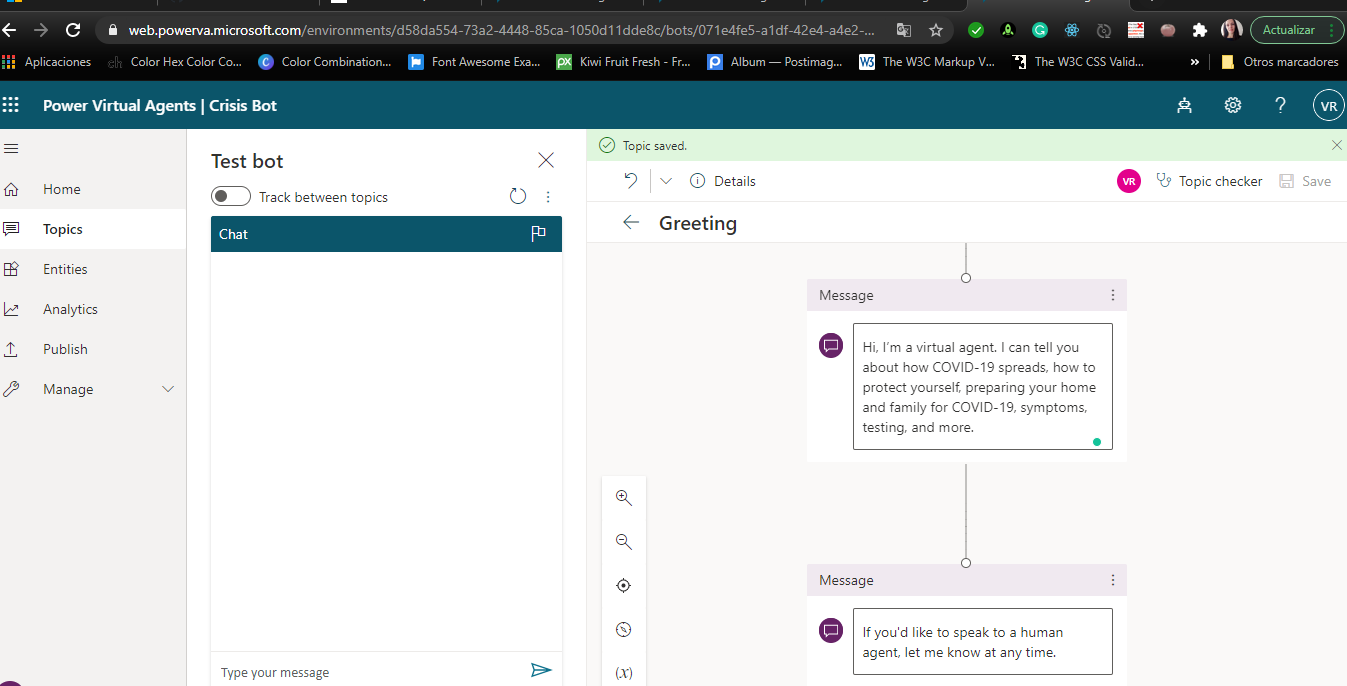 web.powerva.microsoft.com/environments/d58da554-73a2-4448-85ca-1050d11dde8c/bots/071e4fe5-a1df-42e4-a4e2-...
Actualizar
Aplicaciones
Color Hex Color Co...
Color Combination...
Font Awesome Exa...
px
Kiwi Fruit Fresh - Fr...
Album — Postimag...
W3
The W3C Markup V...
The W3C CSS Valid...
»
Otros marcadores
Power Virtual Agents | Crisis Bot
?
VR
Home
Topics
Entities
Analytics
Publish
Manage
Test bot
Track between topics
Chat
Type your message
Topic saved.
Details
VR
Topic checker
Save
Greeting
Message
Hi, I’m a virtual agent. I can tell you
about how COVID-19 spreads, how to
protect yourself, preparing your home
and family for COVID-19, symptoms,
testing, and more.
Message
If you'd like to speak to a human
agent, let me know at any time.
(x)